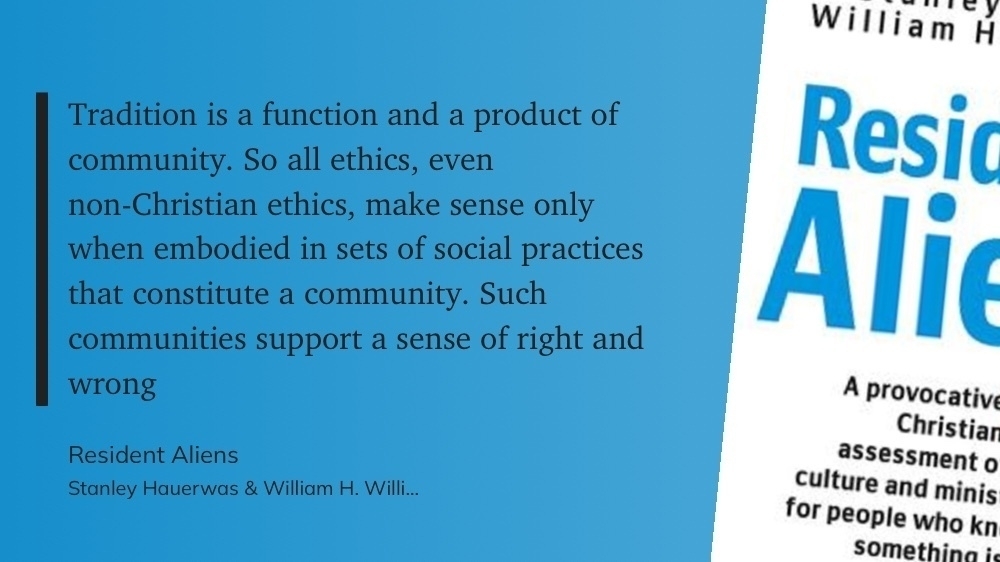 Tradition is a function and a product of
community. So all ethics, even
non-Christian ethics, make sense only
when embodied in sets of social practices
that constitute a community. Such
communities support a sense of right and
wrong
Resident Aliens
Stanley Hauerwas & William H. Willi...
William H
Resid
Alie
A provocative
Christian
assessment o
culture and minis
for people who kn
something is